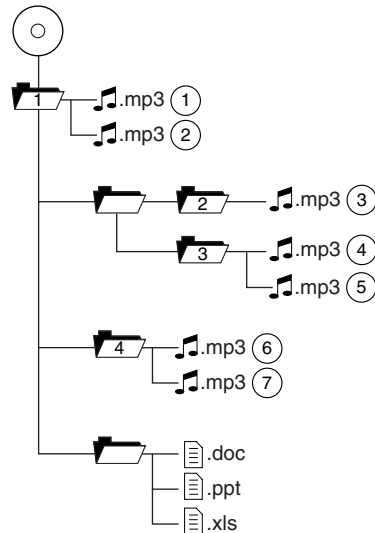 1 .mp3 1
.mp3 2
2 .mp3 3
3 .mp3 4
.mp3 5
4 .mp3 6
.mp3 7
.doc
.ppt
.xls